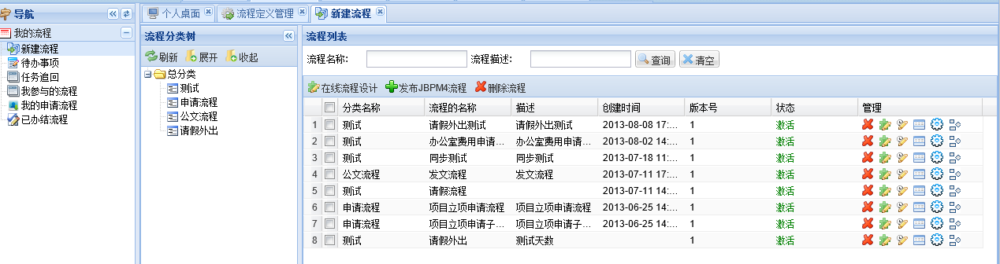 导航
个人桌面
流程定义管理
新建流程
我的流程
新建流程
待办事项
任务追回
我参与的流程
我的申请流程
已办结流程
流程分类树
刷新 展开 收起
总分类
测试
申请流程
公文流程
请假外出
流程列表
流程名称: 流程描述: 查询 清空
在线流程设计 发布JBPM4流程 删除流程
分类名称 流程的名称 描述 创建时间 版本号 状态 管理
1 测试 请假外出测试 请假外出测试 2013-08-08 17:... 1 激活
2 测试 办公室费用申请... 办公室费用申请... 2013-08-02 14:... 1 激活
3 测试 同步测试 同步测试 2013-07-18 11:... 1 激活
4 公文流程 发文流程 发文流程 2013-07-11 17:... 1 激活
5 测试 请假流程 2013-07-11 14:... 1 激活
6 申请流程 项目立项申请流程 项目立项申请流程 2013-06-25 14:... 1 激活
7 申请流程 项目立项申请子... 项目立项申请子... 2013-06-25 14:... 1 激活
8 测试 请假外出 测试天数 1 激活